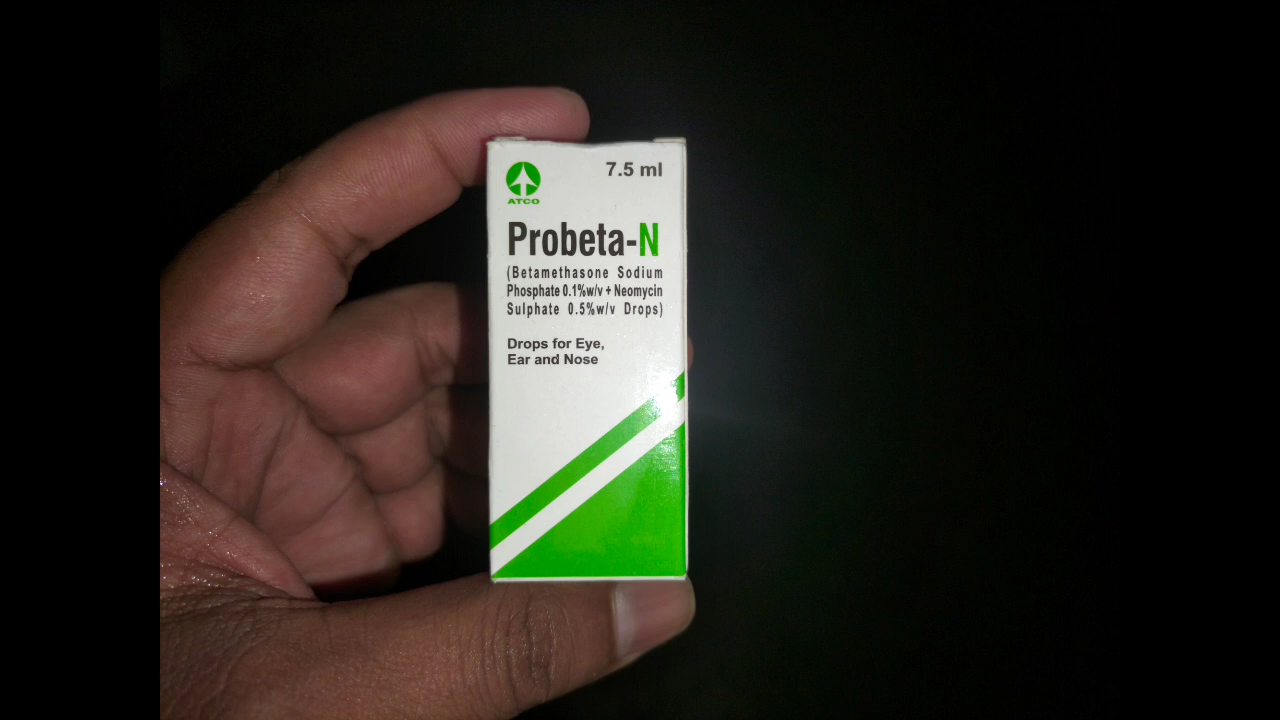 7.5 ml
ATCO
Probeta-N
(Betamethasone Sodium
Phosphate 0.1%w/v + Neomycin
Sulphate 0.5%w/v Drops)
Drops for Eye,
Ear and Nose